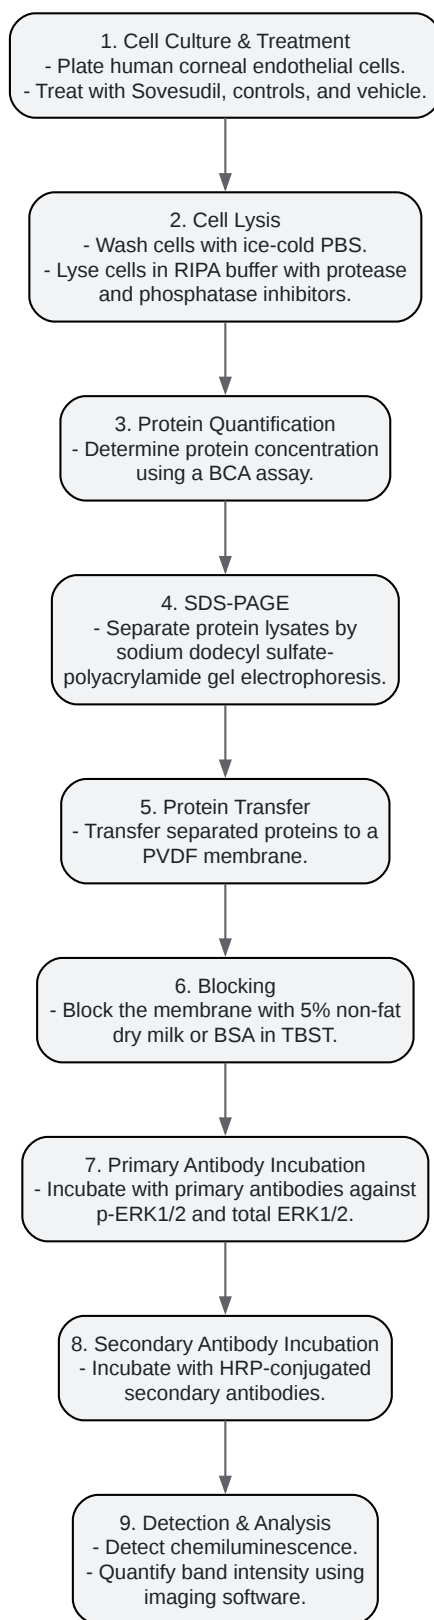 1. Cell Culture & Treatment
- Plate human corneal endothelial cells.
- Treat with Sovesudil, controls, and vehicle.
2. Cell Lysis
- Wash cells with ice-cold PBS.
- Lyse cells in RIPA buffer with protease
and phosphatase inhibitors.
3. Protein Quantification
- Determine protein concentration
using a BCA assay.
4. SDS-PAGE
- Separate protein lysates by
sodium dodecyl sulfate-
polyacrylamide gel electrophoresis.
5. Protein Transfer
- Transfer separated proteins to a
PVDF membrane.
6. Blocking
- Block the membrane with 5% non-fat
dry milk or BSA in TBST.
7. Primary Antibody Incubation
- Incubate with primary antibodies against
p-ERK1/2 and total ERK1/2.
8. Secondary Antibody Incubation
- Incubate with HRP-conjugated
secondary antibodies.
9. Detection & Analysis
- Detect chemiluminescence.
- Quantify band intensity using
imaging software.